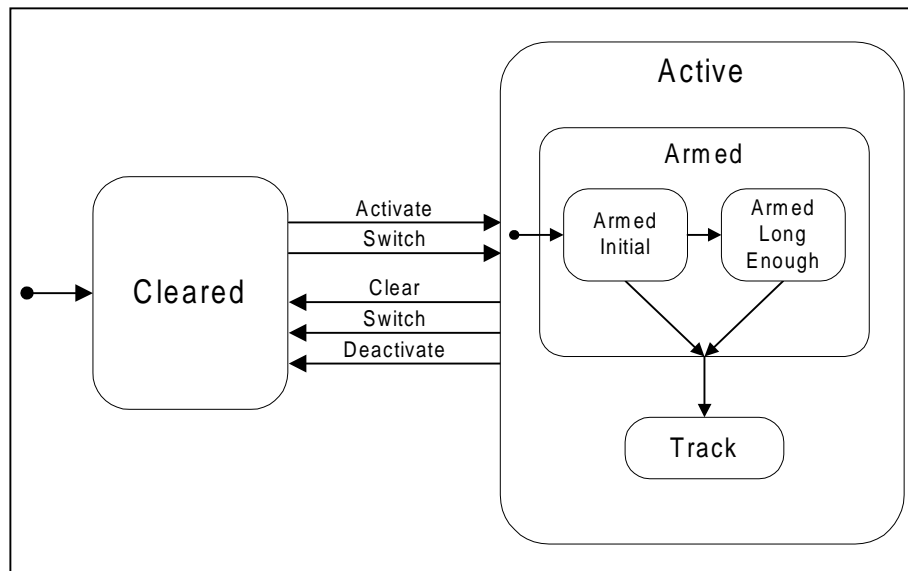 Active
Armed
Armed
Initial
Armed
Long
Enough
Activate
Switch
Cleared
Clear
Switch
Deactivate
Track